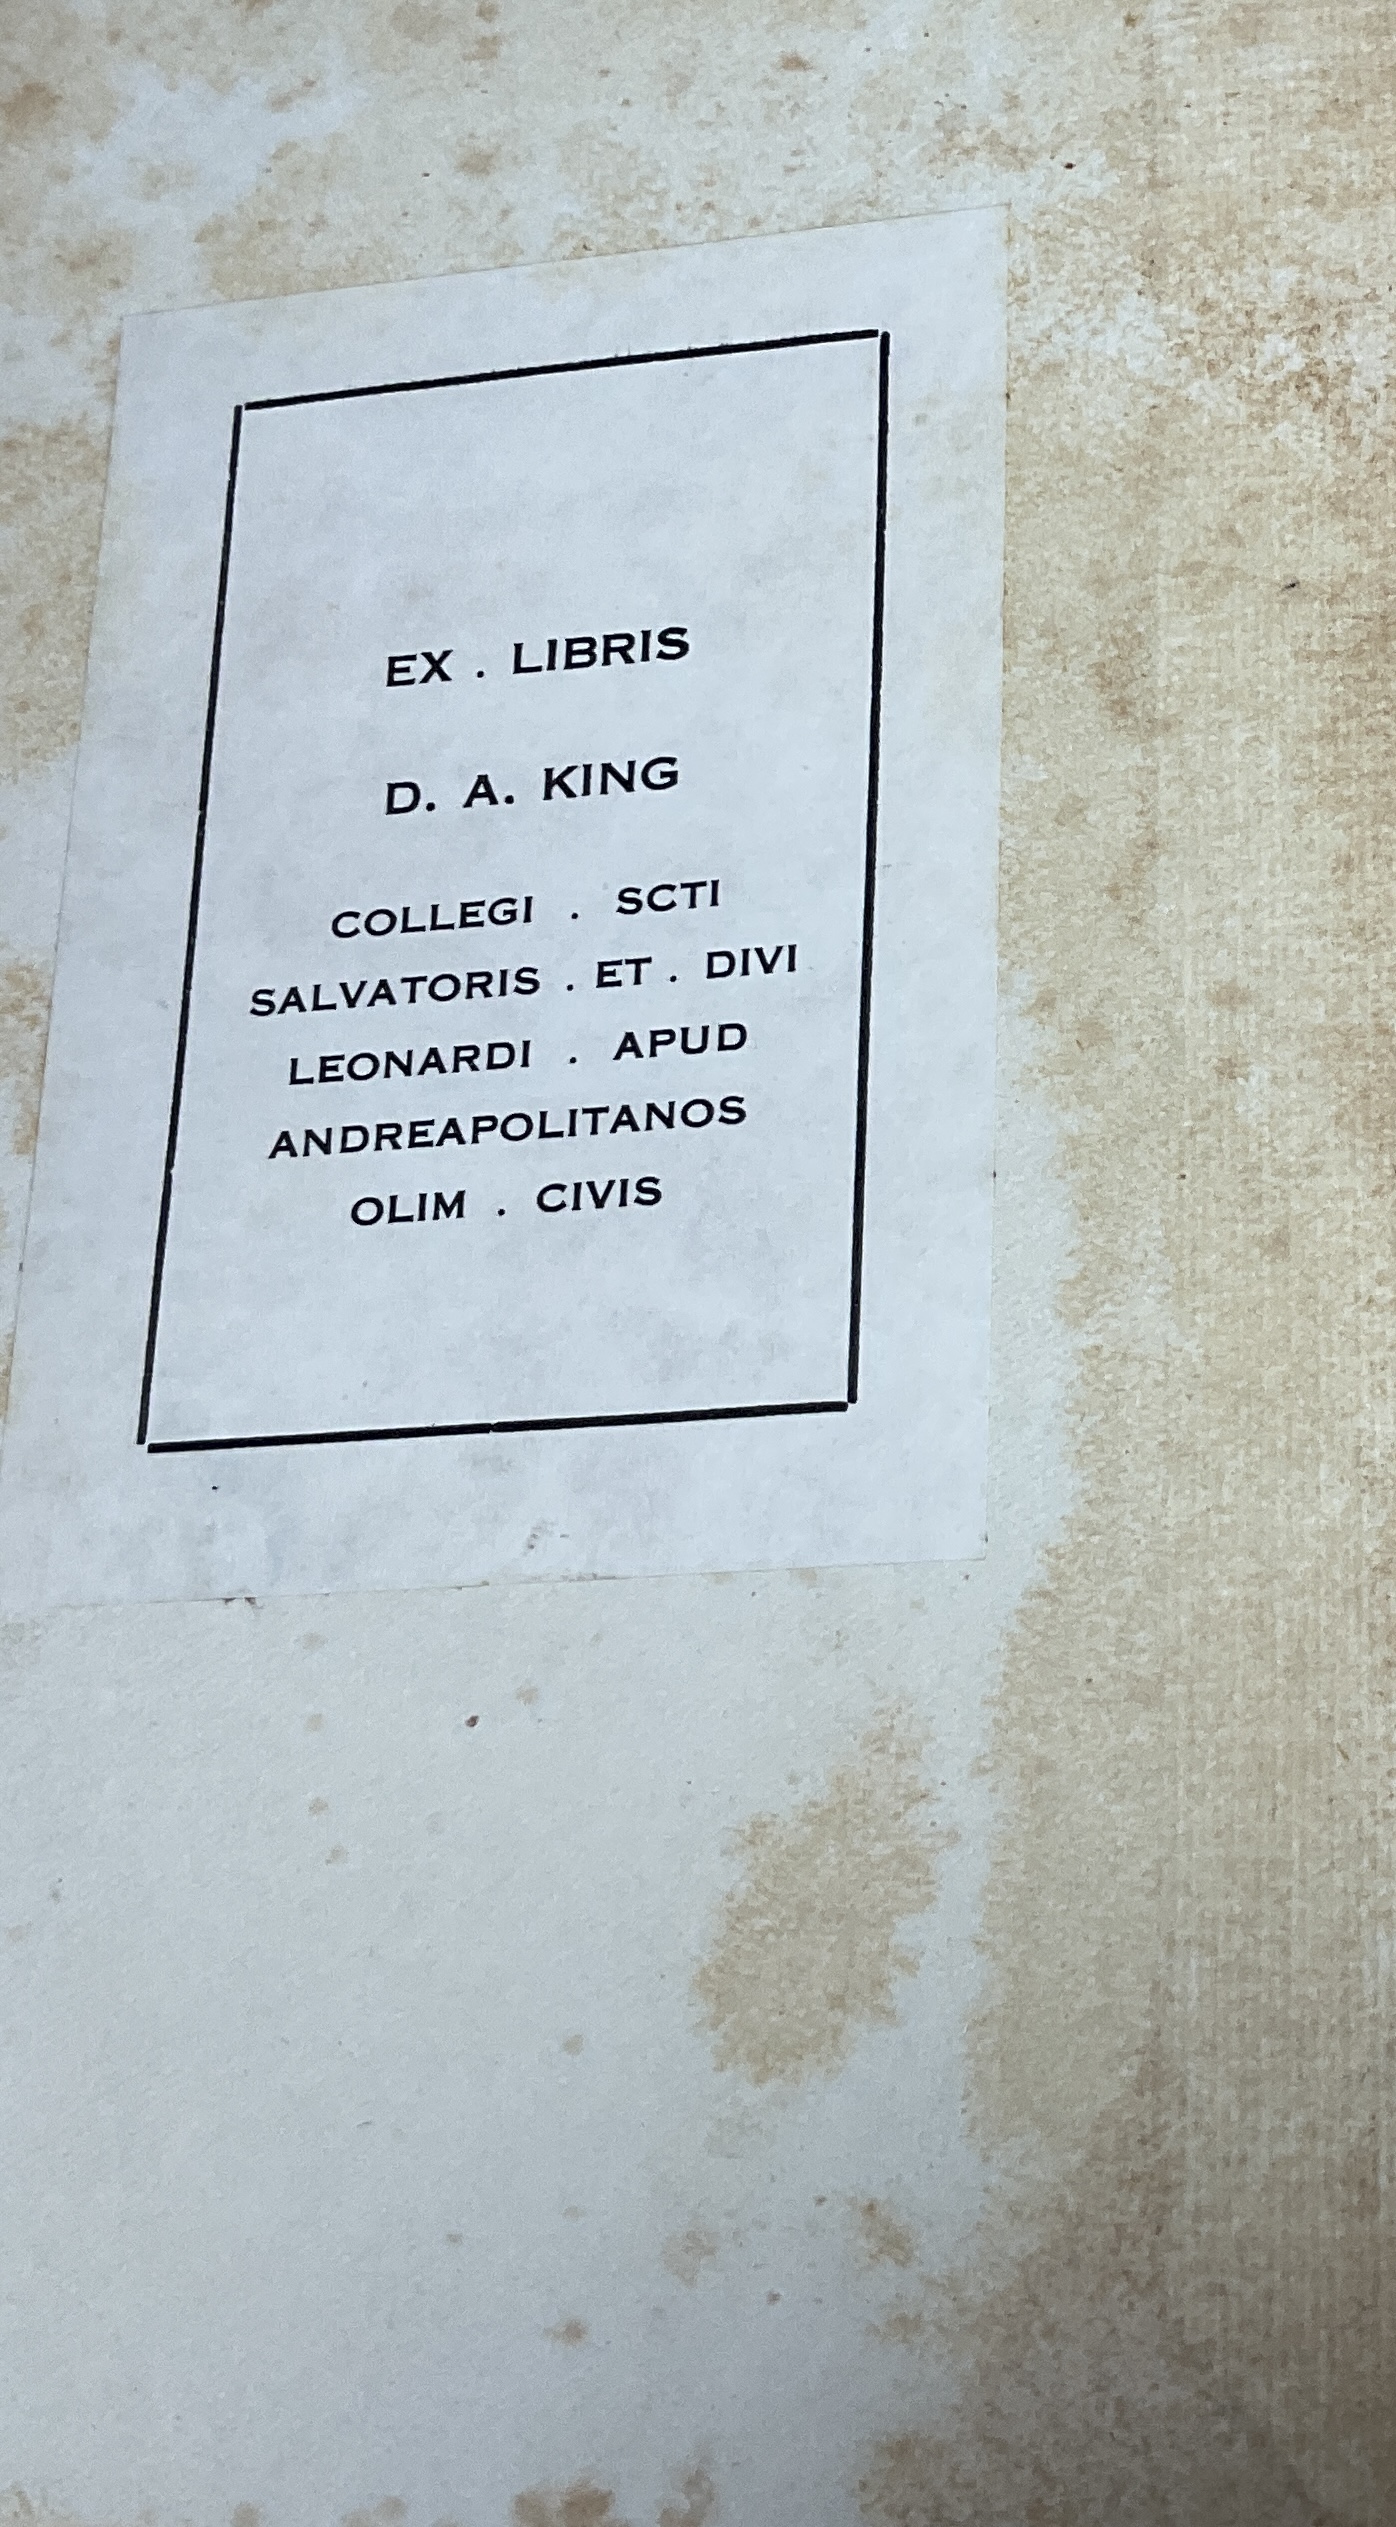 EX . LIBRIS
D. A. KING
COLLEGI . SCTI
SALVATORIS . ET . DIVI
LEONARDI . APUD
ANDREAPOLITANOS
OLIM . CIVIS